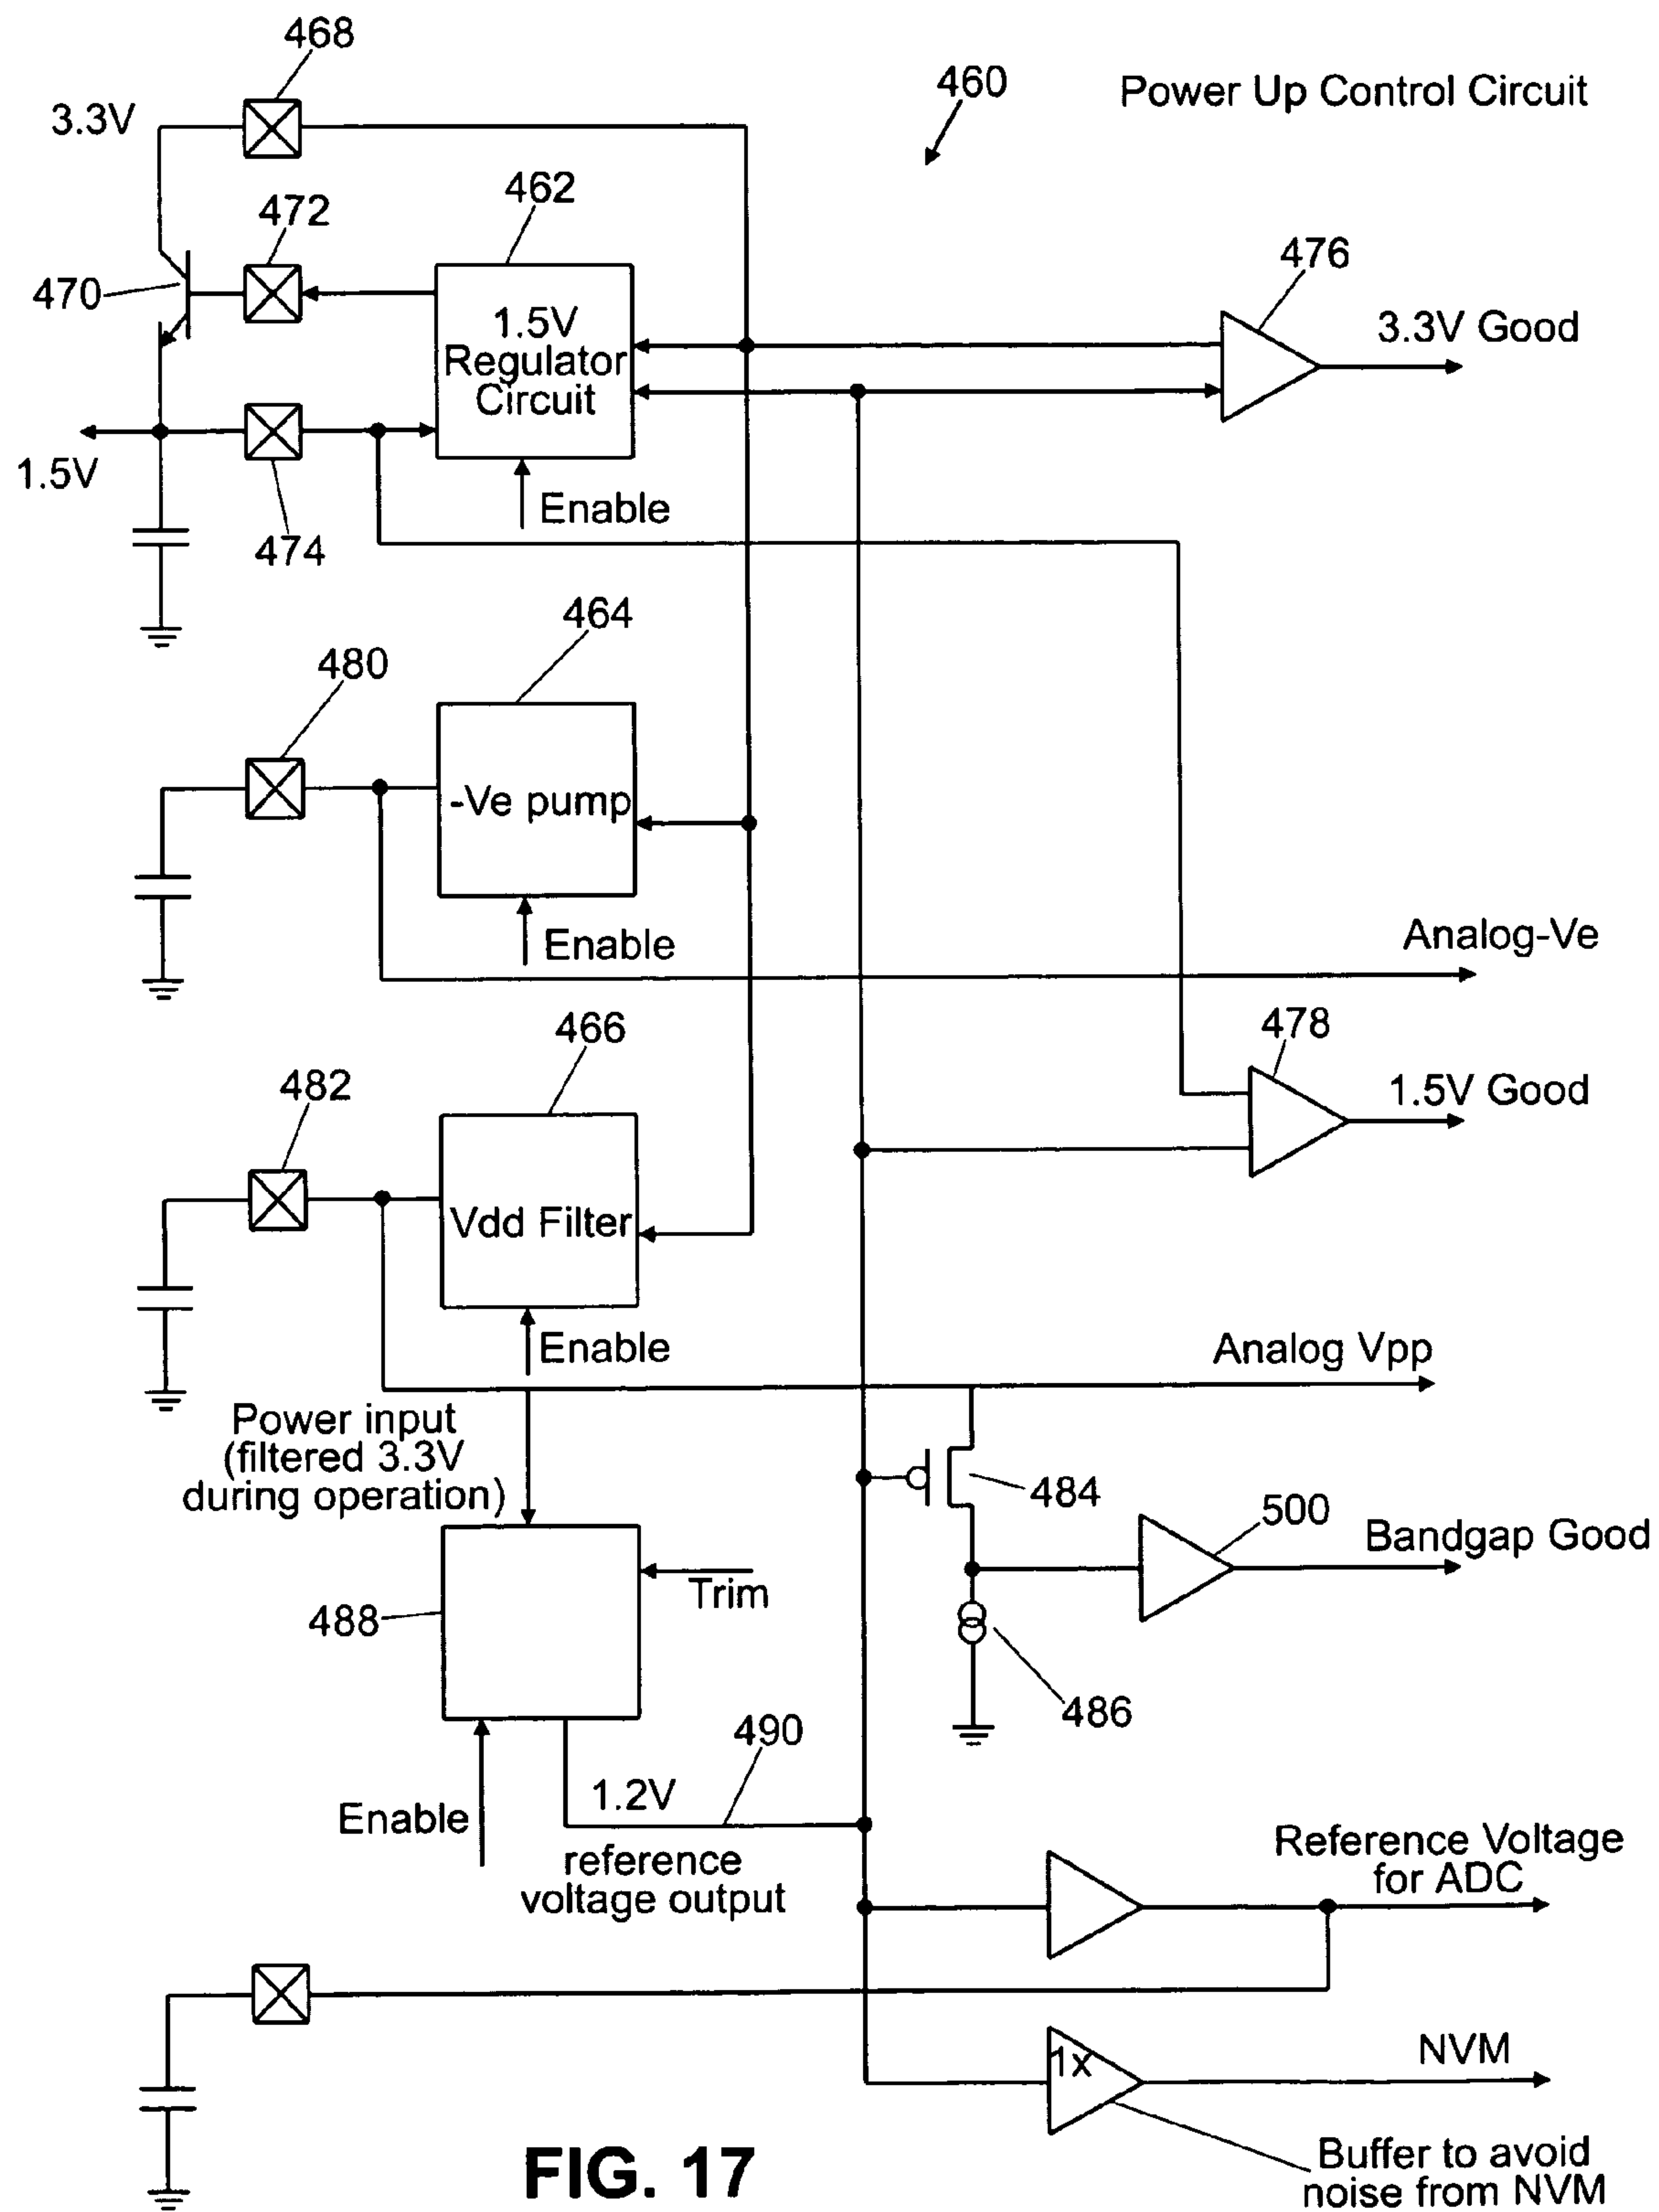 468
460
Power Up Control Circuit
3.3V
462
472
476
470
1.5V
Regulator
Circuit
3.3V Good
1.5V
Enable
474
464
480
-Ve pump
Enable
Analog-Ve
466
478
482
1.5V Good
Vdd Filter
Enable
Analog Vpp
Power input
(filtered 3.3V
during operation)
484
500
Bandgap Good
Trim
488
486
490
1.2V
Enable
reference
voltage output
Reference Voltage
for ADC
1x
NVM
Buffer to avoid
noise from NVM
FIG. 17